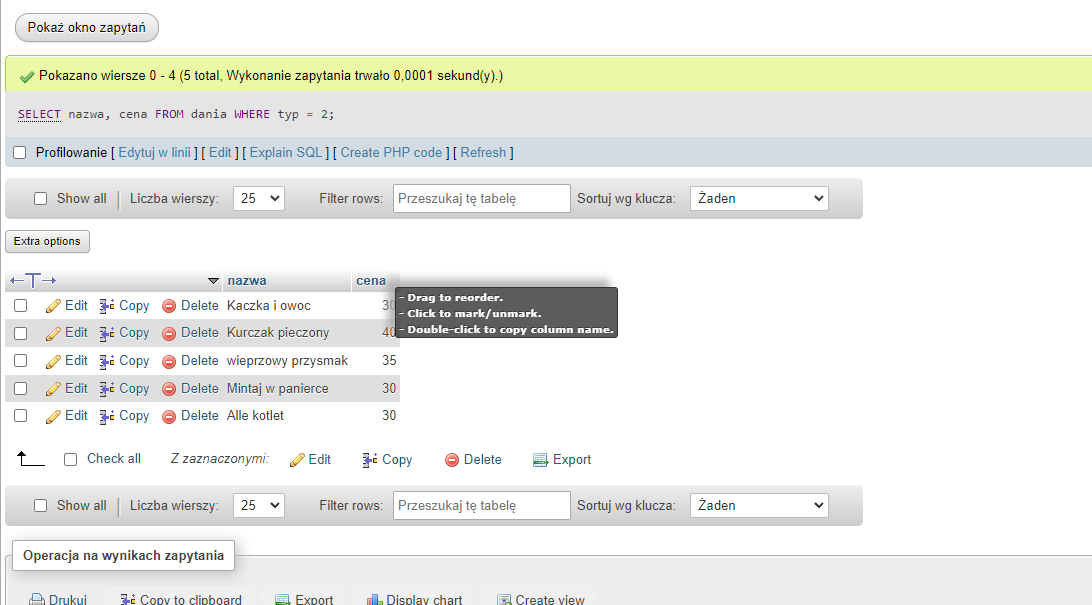 Pokaż okno zapytań
Pokazano wiersze 0 - 4 (5 total, Wykonanie zapytania trwało 0,0001 sekund(y).)
SELECT nazwa, cena FROM dania WHERE typ = 2;
Profilowanie [ Edytuj w linii ] [ Edit ] [ Explain SQL ] [ Create PHP code ] [ Refresh ]
Show all | Liczba wierszy: 25 Filter rows: Przeszukaj tę tabelę Sortuj wg klucza: Żaden
Extra options
←T→ nazwa cena
Edit Copy Delete Kaczka i owoc 30
- Drag to reorder.
- Click to mark/unmark.
- Double-click to copy column name.
Edit Copy Delete Kurczak pieczony 40
Edit Copy Delete wieprzowy przysmak 35
Edit Copy Delete Mintaj w panierce 30
Edit Copy Delete Alle kotlet 30
Check all Z zaznaczonymi: Edit Copy Delete Export
Show all | Liczba wierszy: 25 Filter rows: Przeszukaj tę tabelę Sortuj wg klucza: Żaden
Operacja na wynikach zapytania
Drukuj Copy to clipboard Export Display chart Create view